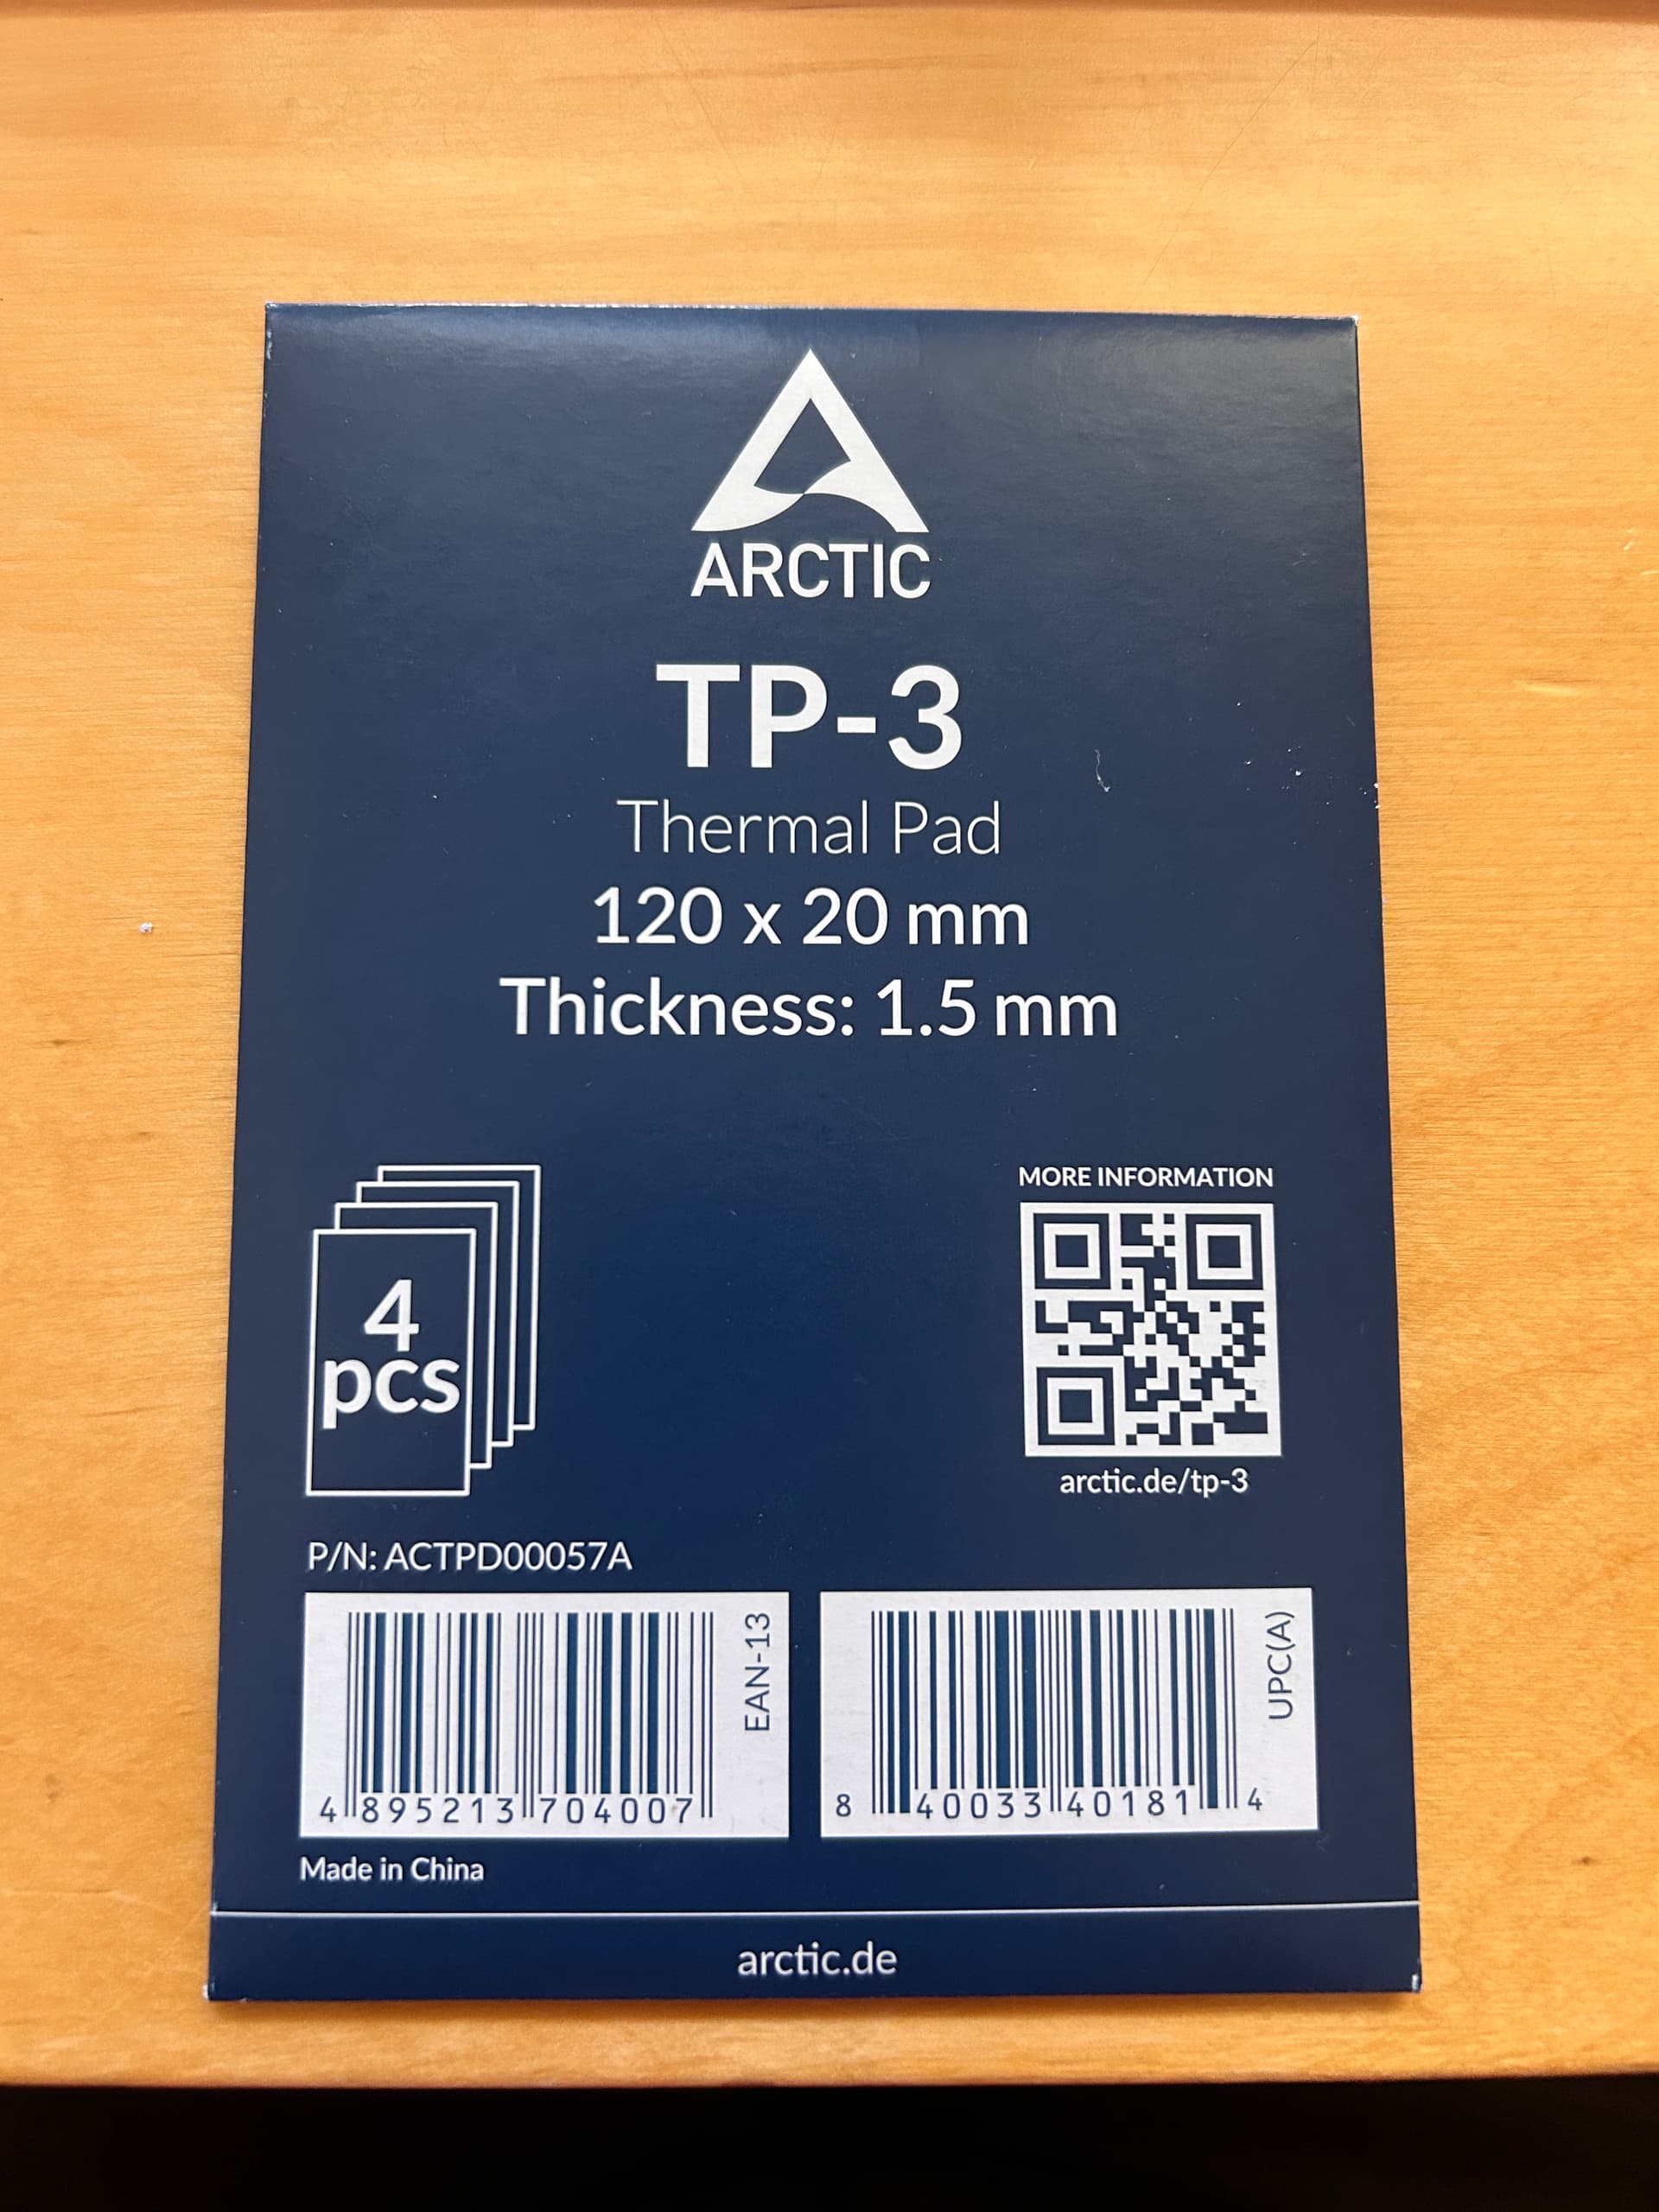 ARCTIC
TP-3
Thermal Pad
120 x 20 mm
Thickness: 1.5 mm
4
pcs
MORE INFORMATION
arctic.de/tp-3
P/N: ACTPD00057A
EAN-13
4 895213 704007
UPC(A)
8 40033 40181 4
Made in China
arctic.de